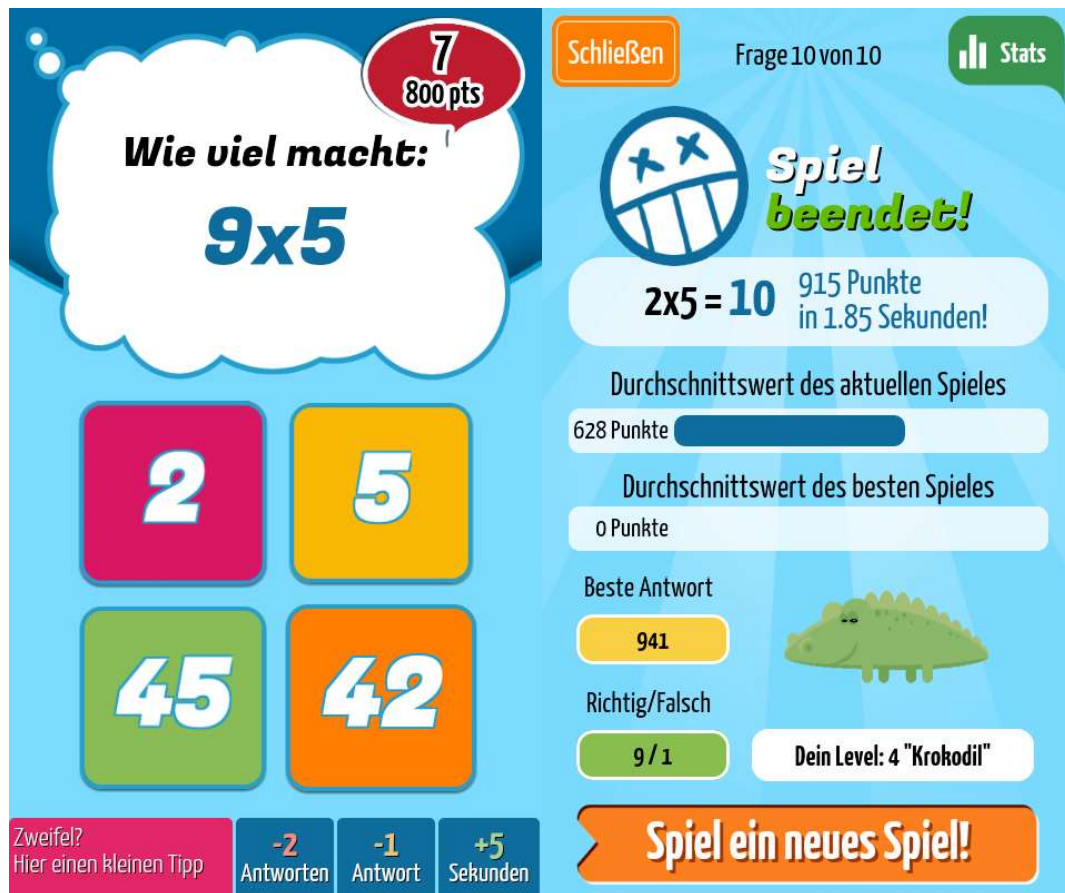 7
800 pts
Wie viel macht:
9x5
2
5
45
42
Zweifel?
Hier einen kleinen Tipp
-2
Antworten
-1
Antwort
+5
Sekunden
Schließen
Frage 10 von 10
Stats
Spiel
beendet!
2x5 = 10
915 Punkte
in 1.85 Sekunden!
Durchschnittswert des aktuellen Spieles
628 Punkte
Durchschnittswert des besten Spieles
0 Punkte
Beste Antwort
941
Richtig/Falsch
9 / 1
Dein Level: 4 "Krokodil"
Spiel ein neues Spiel!